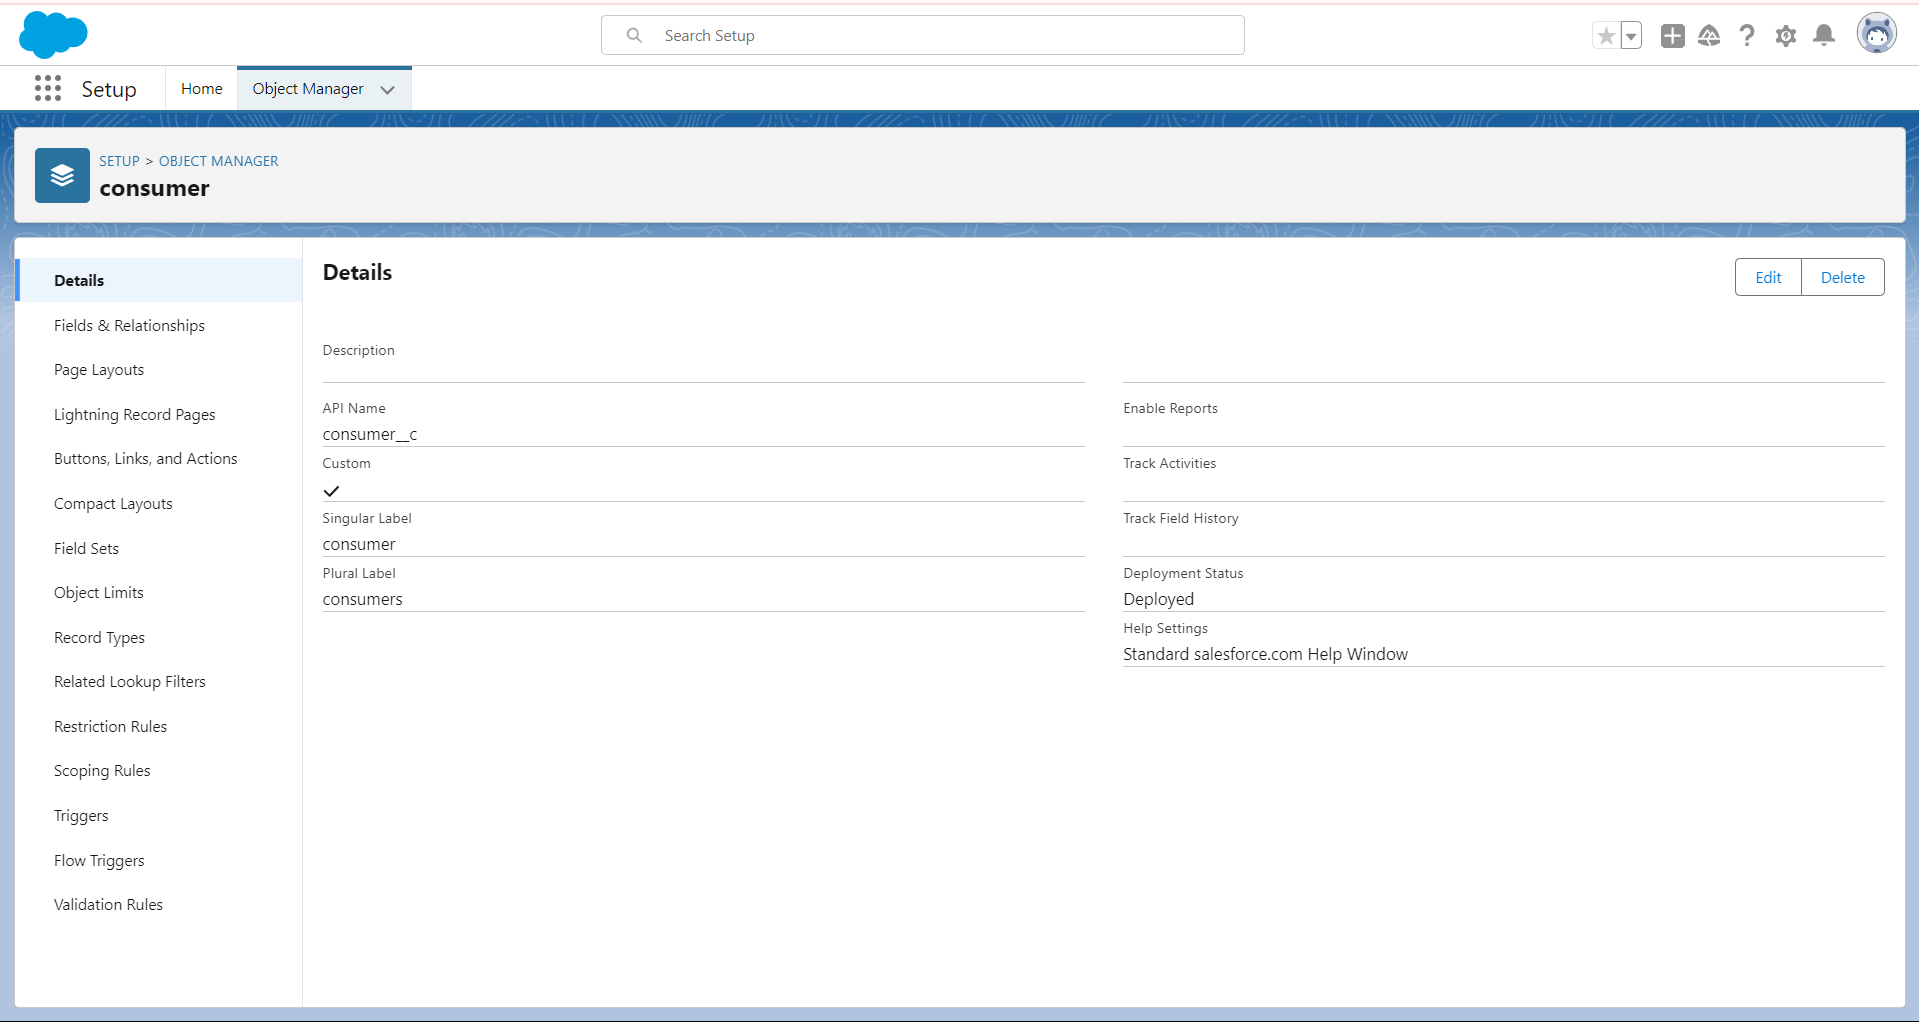 Search Setup
Setup
Home
Object Manager
SETUP > OBJECT MANAGER
consumer
Details
Fields & Relationships
Page Layouts
Lightning Record Pages
Buttons, Links, and Actions
Compact Layouts
Field Sets
Object Limits
Record Types
Related Lookup Filters
Restriction Rules
Scoping Rules
Triggers
Flow Triggers
Validation Rules
Details
Edit
Delete
Description
API Name
consumer__c
Custom
Singular Label
consumer
Plural Label
consumers
Enable Reports
Track Activities
Track Field History
Deployment Status
Deployed
Help Settings
Standard salesforce.com Help Window